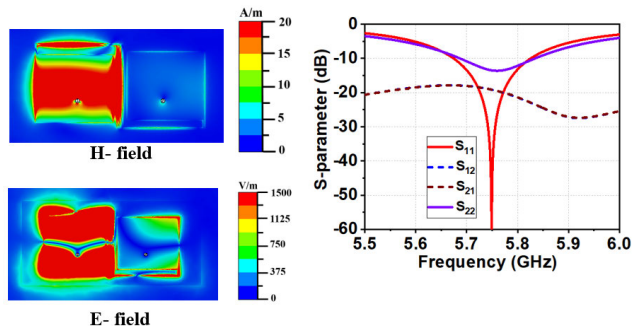 A/m
20
15
10
5
0
H- field
V/m
1500
1125
750
375
0
E- field
S-parameter (dB)
0
-10
-20
-30
-40
-50
-60
S11
S12
S21
S22
5.5 5.6 5.7 5.8 5.9 6.0
Frequency (GHz)